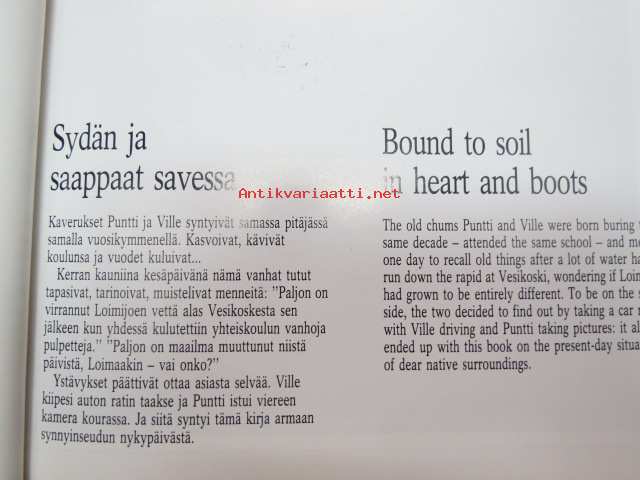 Sydän ja
saappaat savessa
Kaverukset Puntti ja Ville syntyivät samassa pitäjässä
samalla vuosikymmenellä. Kasvoivat, kävivät
koulunsa ja vuodet kuluivat...
Kerran kauniina kesäpäivänä nämä vanhat tutut
tapasivat, tarinoivat, muistelivat menneitä: ”Paljon on
virrannut Loimijoen vettä alas Vesikoskesta sen
jälkeen kun yhdessä kulutettiin yhteiskoulun vanhoja
pulpetteja.” ”Paljon on maailma muuttunut niistä
päivistä, Loimaakin – vai onko?”
Ystävykset päättivät ottaa asiasta selvää. Ville
kiipesi auton ratin taakse ja Puntti istui viereen
kamera kourassa. Ja siitä syntyi tämä kirja armaan
synnyinseudun nykypäivästä.
Antikvariaatti.net
Bound to soil
in heart and boots
The old chums Puntti and Ville were born buring
same decade – attended the same school – and
one day to recall old things after a lot of water
run down the rapid at Vesikoski, wondering if
had grown to be entirely different. To be on the
side, the two decided to find out by taking a car
with Ville driving and Puntti taking pictures: it
ended up with this book on the present-day
of dear native surroundings.